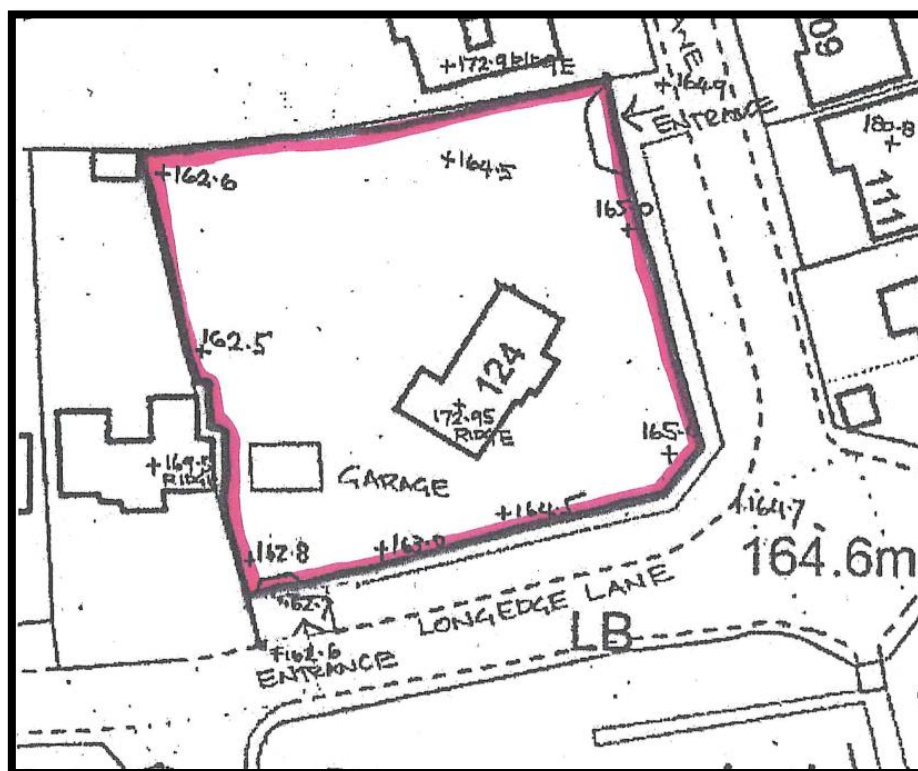 +172.9 RIDGE
09
+164.9
ENTRANCE
180.8
+
111
+162.6
+164.5
165.0
+
+162.5
124
172.95
RIDGE
165.
+
+169.5
RIDGE
GARAGE
+164.5
+164.7
+162.8
+163.0
164.6m
162.7
LONGEDGE LANE
LB
+162.6
ENTRANCE